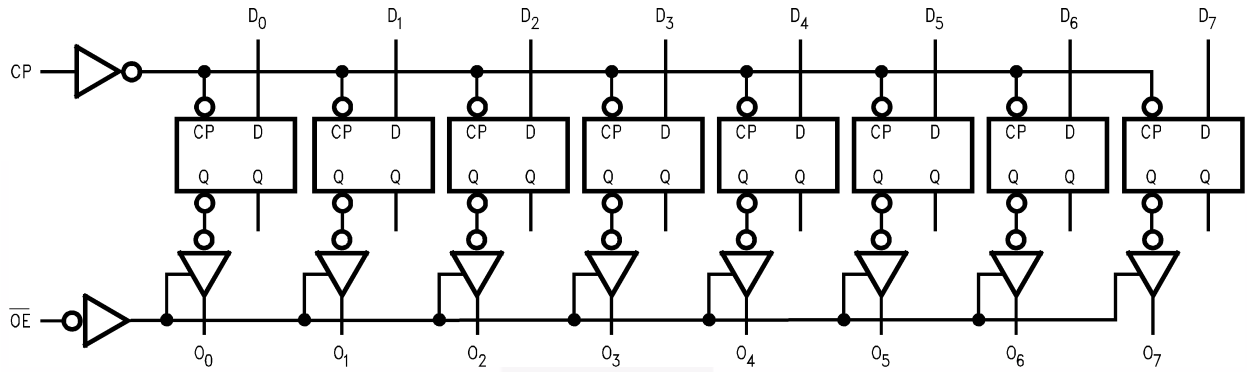 D0 D1 D2 D3 D4 D5 D6 D7
CP
CP D CP D CP D CP D CP D CP D CP D CP D
Q Q Q Q Q Q Q Q Q Q Q Q Q Q Q Q
O̅E̅
O0 O1 O2 O3 O4 O5 O6 O7